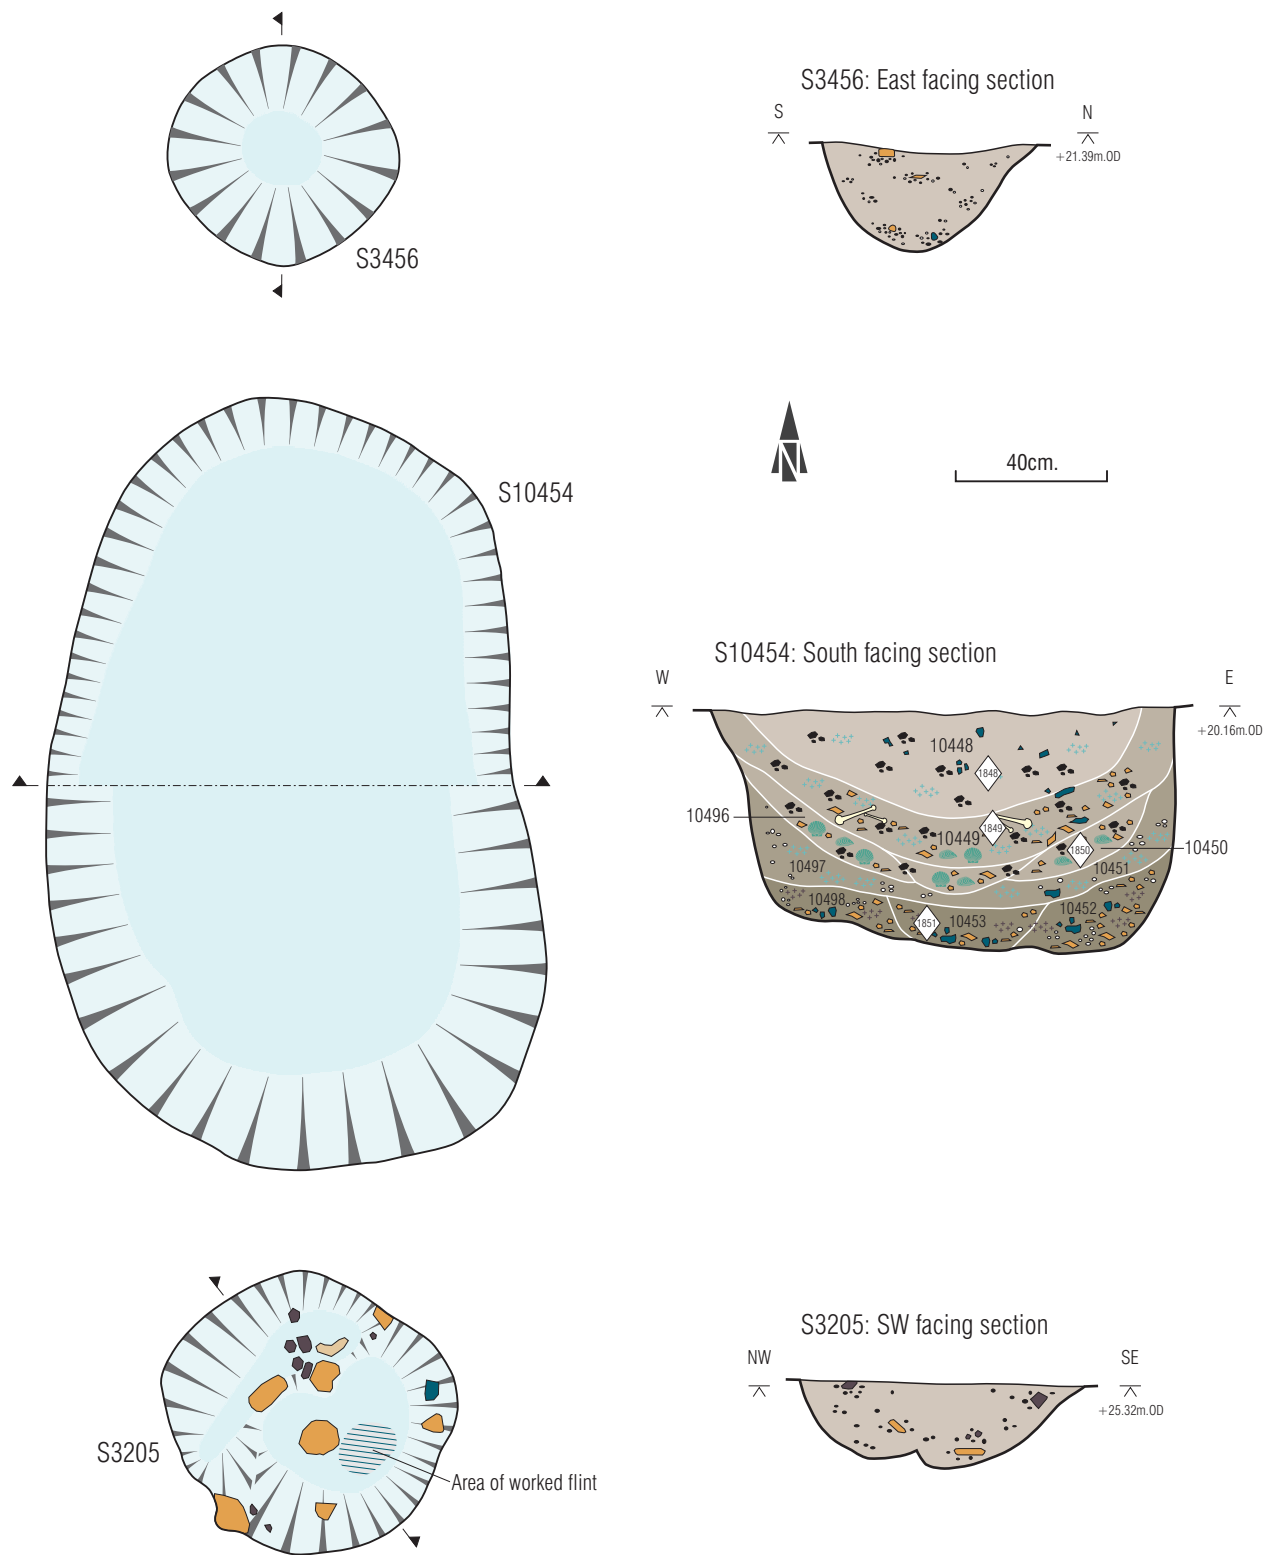 S3456: East facing section
S N
+21.39m.OD
S3456
N
40cm.
S10454
S10454: South facing section
W E
+20.16m.OD
10448
1848
10496
1849
10449
1850
10450
10497
10451
10498
10452
1851
10453
S3205: SW facing section
NW SE
+25.32m.OD
S3205
Area of worked flint